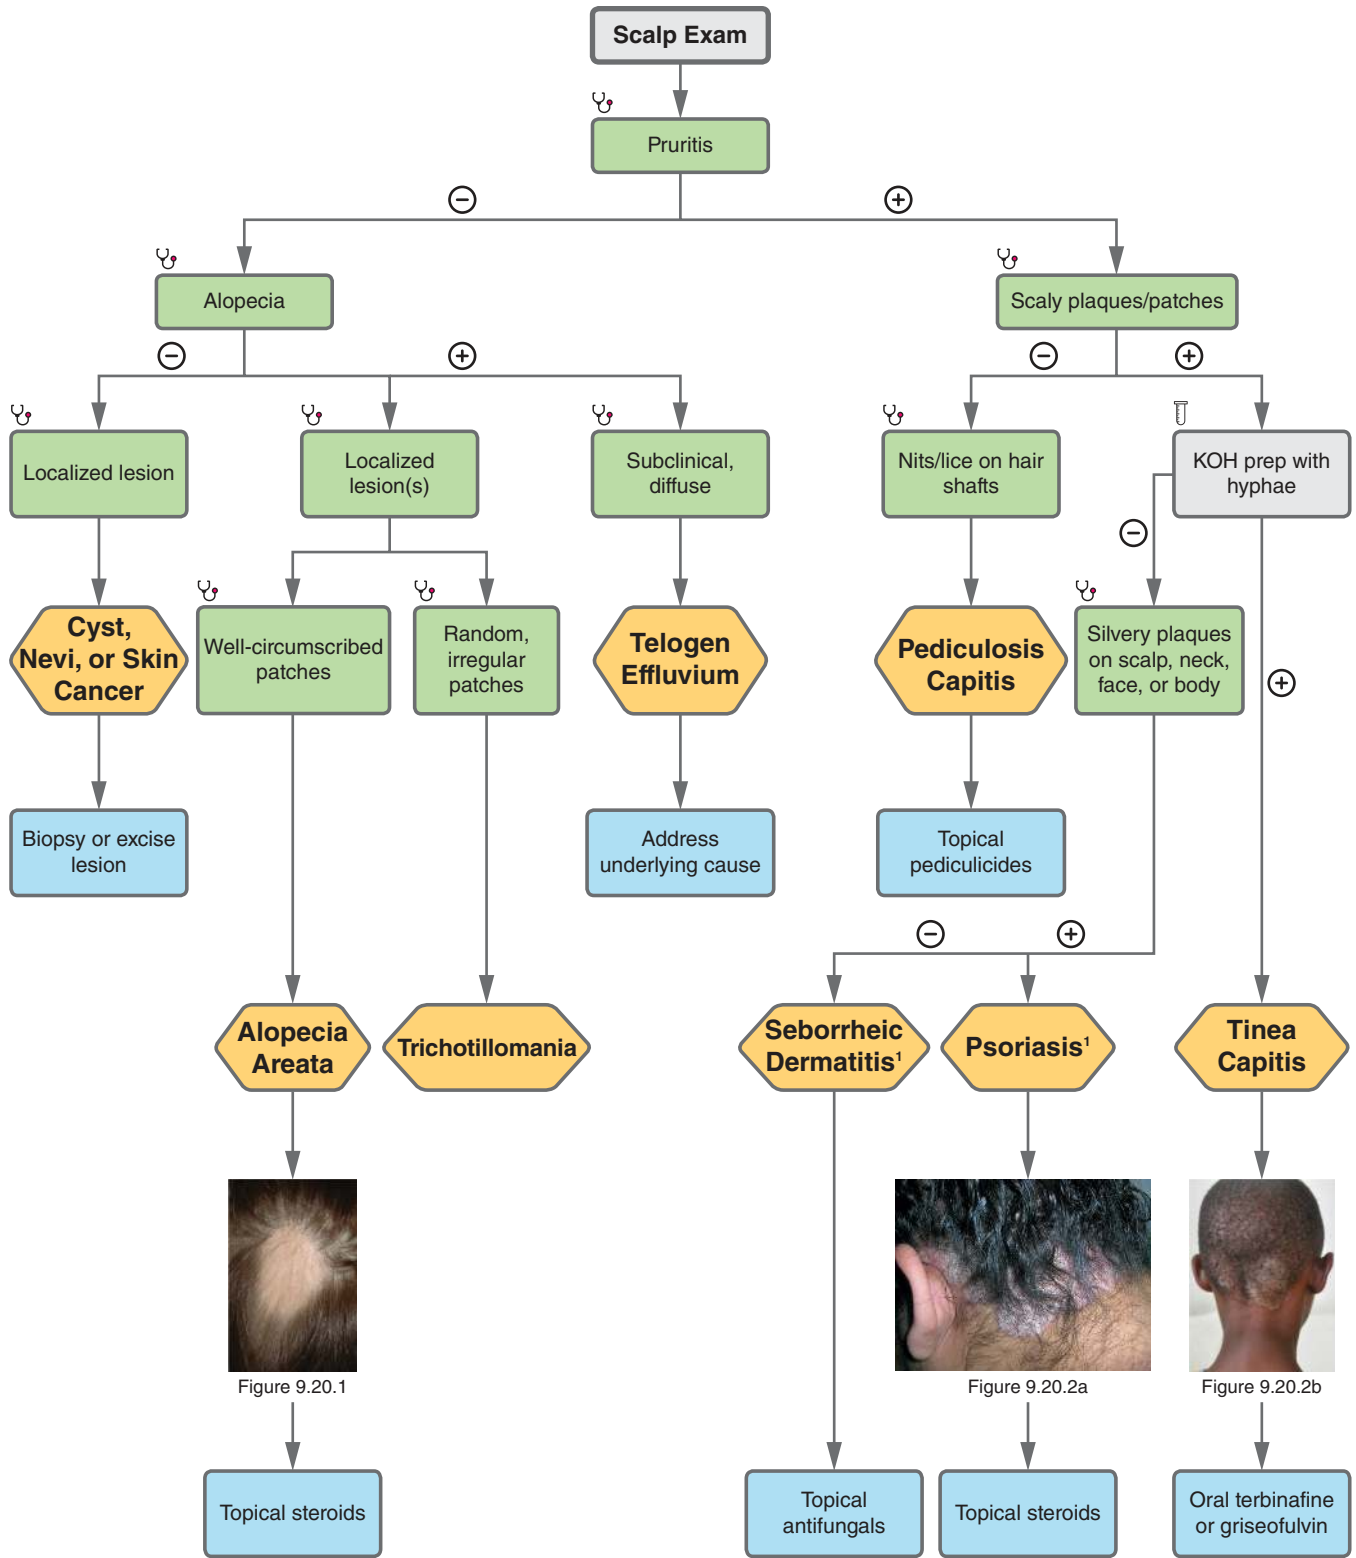 Scalp Exam
Pruritis
−
+
Alopecia
Scaly plaques/patches
−
+
−
+
Localized lesion
Localized
lesion(s)
Subclinical,
diffuse
Nits/lice on hair
shafts
KOH prep with
hyphae
−
Cyst,
Nevi, or Skin
Cancer
Well-circumscribed
patches
Random,
irregular
patches
Telogen
Effluvium
Pediculosis
Capitis
Silvery plaques
on scalp, neck,
face, or body
+
Biopsy or excise
lesion
Address
underlying cause
Topical
pediculicides
−
+
Alopecia
Areata
Trichotillomania
Seborrheic
Dermatitis¹
Psoriasis¹
Tinea
Capitis
Figure 9.20.1
Figure 9.20.2a
Figure 9.20.2b
Topical steroids
Topical
antifungals
Topical steroids
Oral terbinafine
or griseofulvin